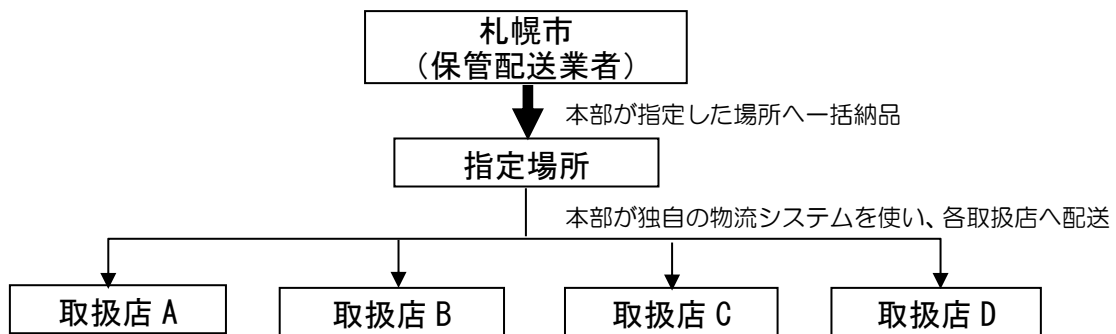 札幌市
（保管配送業者）
本部が指定した場所へ一括納品
指定場所
本部が独自の物流システムを使い、各取扱店へ配送
取扱店 A
取扱店 B
取扱店 C
取扱店 D